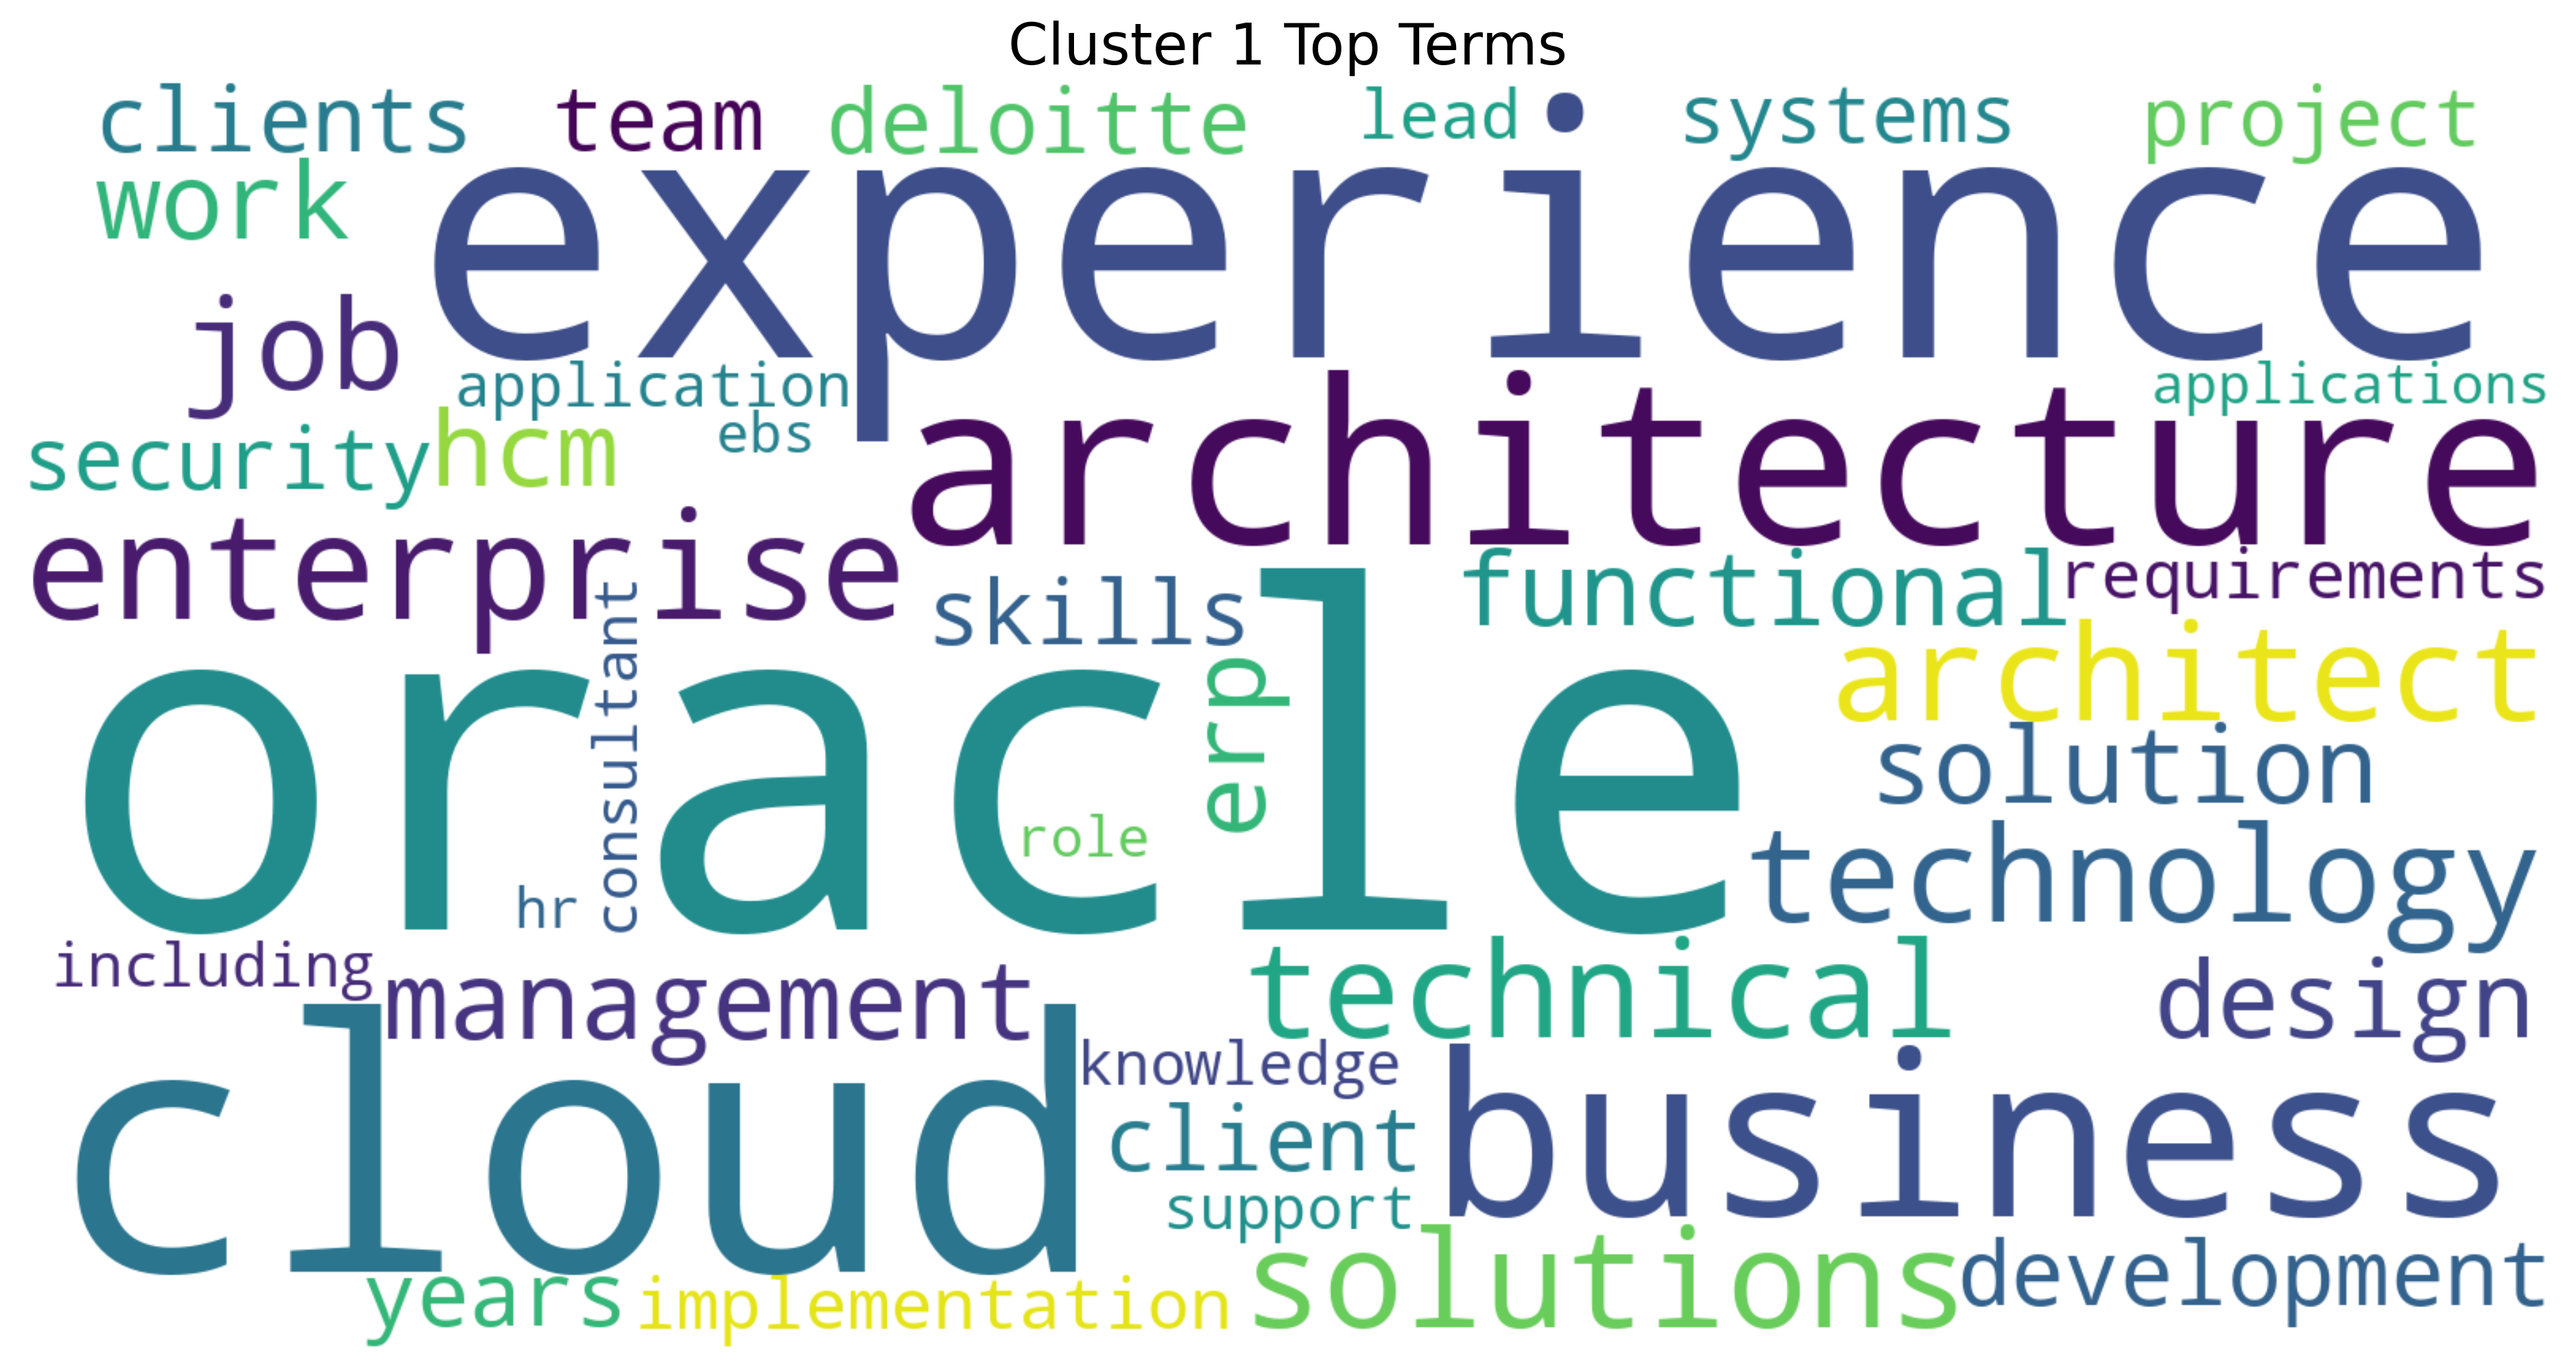 Cluster 1 Top Terms
clients team deloitte lead systems project
work experience
job
application applications
security hcm ebs architecture
enterprise skills functional requirements
consultant architect
oracle erp solution
role
hr technology
including management technical design
cloud knowledge business
client
support
years implementation solutions development